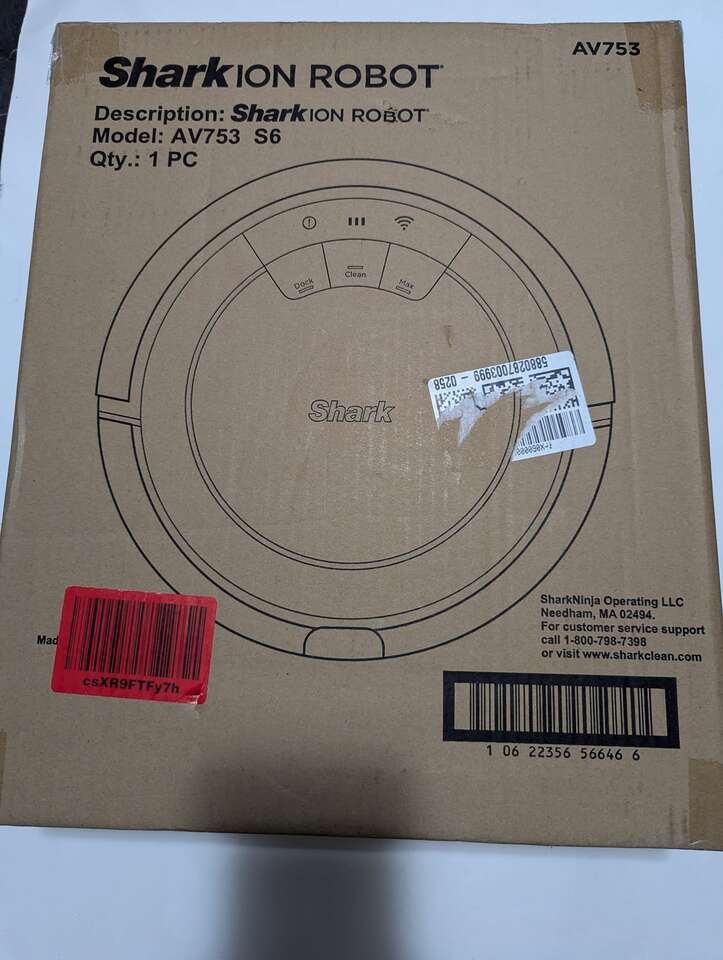 Shark ION ROBOT
AV753
Description: Shark ION ROBOT
Model: AV753 S6
Qty.: 1 PC
Dock
Clean
Max
5880287003999 - 0258
Shark
SharkNinja Operating LLC
Needham, MA 02494.
For customer service support
call 1-800-798-7398
or visit www.sharkclean.com
Mad
csXR9FTFy7h
1 06 22356 56646 6